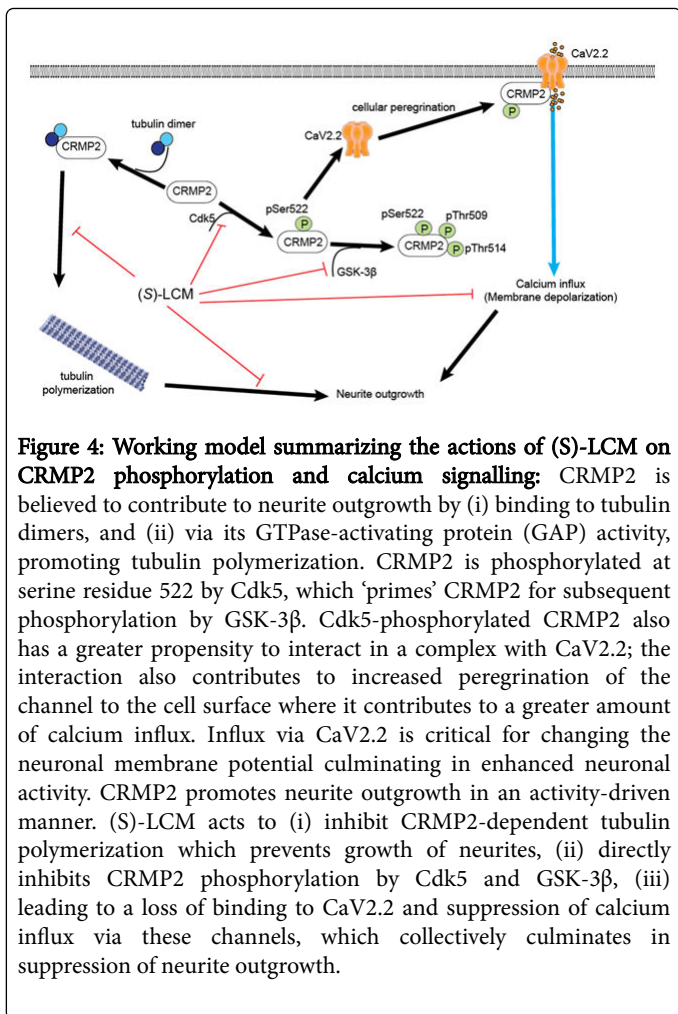 CaV2.2
CRMP2
P
cellular peregrination
tubulin dimer
CaV2.2
CRMP2
CRMP2
pSer522
P
Cdk5
CRMP2
pSer522
pThr509
P
P
CRMP2
P
pThr514
GSK-3β
(S)-LCM
Calcium influx
(Membrane depolarization)
tubulin
polymerization
Neurite outgrowth
Figure 4: Working model summarizing the actions of (S)-LCM on
CRMP2 phosphorylation and calcium signalling: CRMP2 is
believed to contribute to neurite outgrowth by (i) binding to tubulin
dimers, and (ii) via its GTPase-activating protein (GAP) activity,
promoting tubulin polymerization. CRMP2 is phosphorylated at
serine residue 522 by Cdk5, which ‘primes’ CRMP2 for subsequent
phosphorylation by GSK-3β. Cdk5-phosphorylated CRMP2 also
has a greater propensity to interact in a complex with CaV2.2; the
interaction also contributes to increased peregrination of the
channel to the cell surface where it contributes to a greater amount
of calcium influx. Influx via CaV2.2 is critical for changing the
neuronal membrane potential culminating in enhanced neuronal
activity. CRMP2 promotes neurite outgrowth in an activity-driven
manner. (S)-LCM acts to (i) inhibit CRMP2-dependent tubulin
polymerization which prevents growth of neurites, (ii) directly
inhibits CRMP2 phosphorylation by Cdk5 and GSK-3β, (iii)
leading to a loss of binding to CaV2.2 and suppression of calcium
influx via these channels, which collectively culminates in
suppression of neurite outgrowth.